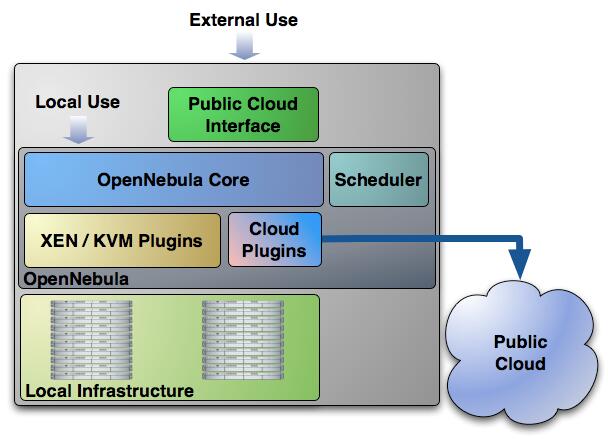 External Use
Local Use
Public Cloud
Interface
OpenNebula Core
Scheduler
XEN / KVM Plugins
Cloud
Plugins
OpenNebula
Public
Cloud
Local Infrastructure